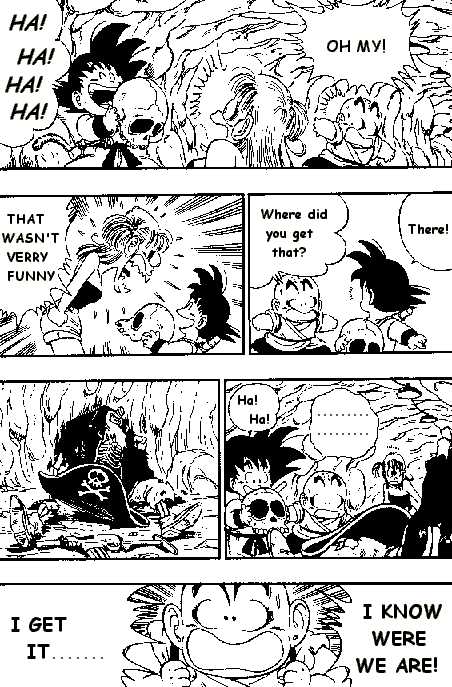 HA!
HA!
HA!
HA!
OH MY!
THAT
WASN'T
VERRY
FUNNY
Where did
you get
that?
There!
Ha!
Ha!
........
........
I GET
IT.......
I KNOW
WERE
WE ARE!